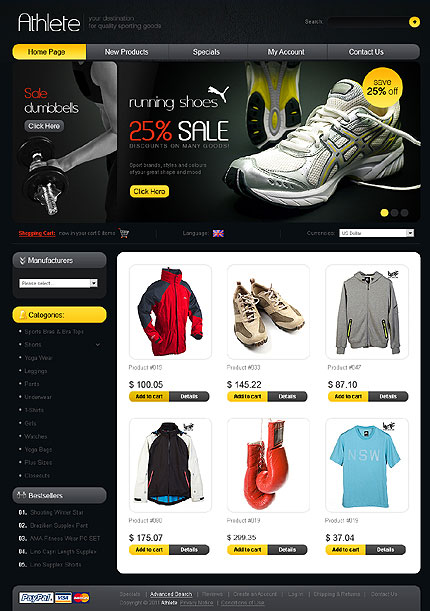 Athlete
your destination
for quality sporting goods
Search:
Home Page
New Products
Specials
My Account
Contact Us
Sale
dumbbells
Click Here
running shoes
25% SALE
DISCOUNTS ON MANY GOODS!
Sport brands, styles and colours
of your great shape and mood
Click Here
save
25% off
Shopping Cart: now in your cart 0 items
Language:
Currencies:
US Dollar
Manufacturers
Please select...
Categories:
Sports Bras & Bra Tops
Shorts
Yoga Wear
Leggings
Pants
Underwear
T-Shirts
Girls
Winches
Yoga Bags
Plus Sizes
Closeouts
Bestsellers
01. Shooting Winter Star
02. Brazilian Supplex Pant
03. AMA Fitness Wear PC SET
04. Lino Capri Length Supplex
05. Lino Supplex Shorts
Product #015
$ 100.05
Add to cart
Details
Product #033
$ 145.22
Add to cart
Details
Product #047
$ 87.10
Add to cart
Details
Product #080
$ 175.07
Add to cart
Details
Product #019
$ 299.35
Add to cart
Details
NSW
Product #019
$ 37.04
Add to cart
Details
PayPal
VISA
Specials | Advanced Search | Reviews | Create an Account | Log In | Shipping & Returns | Contact Us
Copyright © 2011 Athlete. Privacy Notice | Conditions of Use